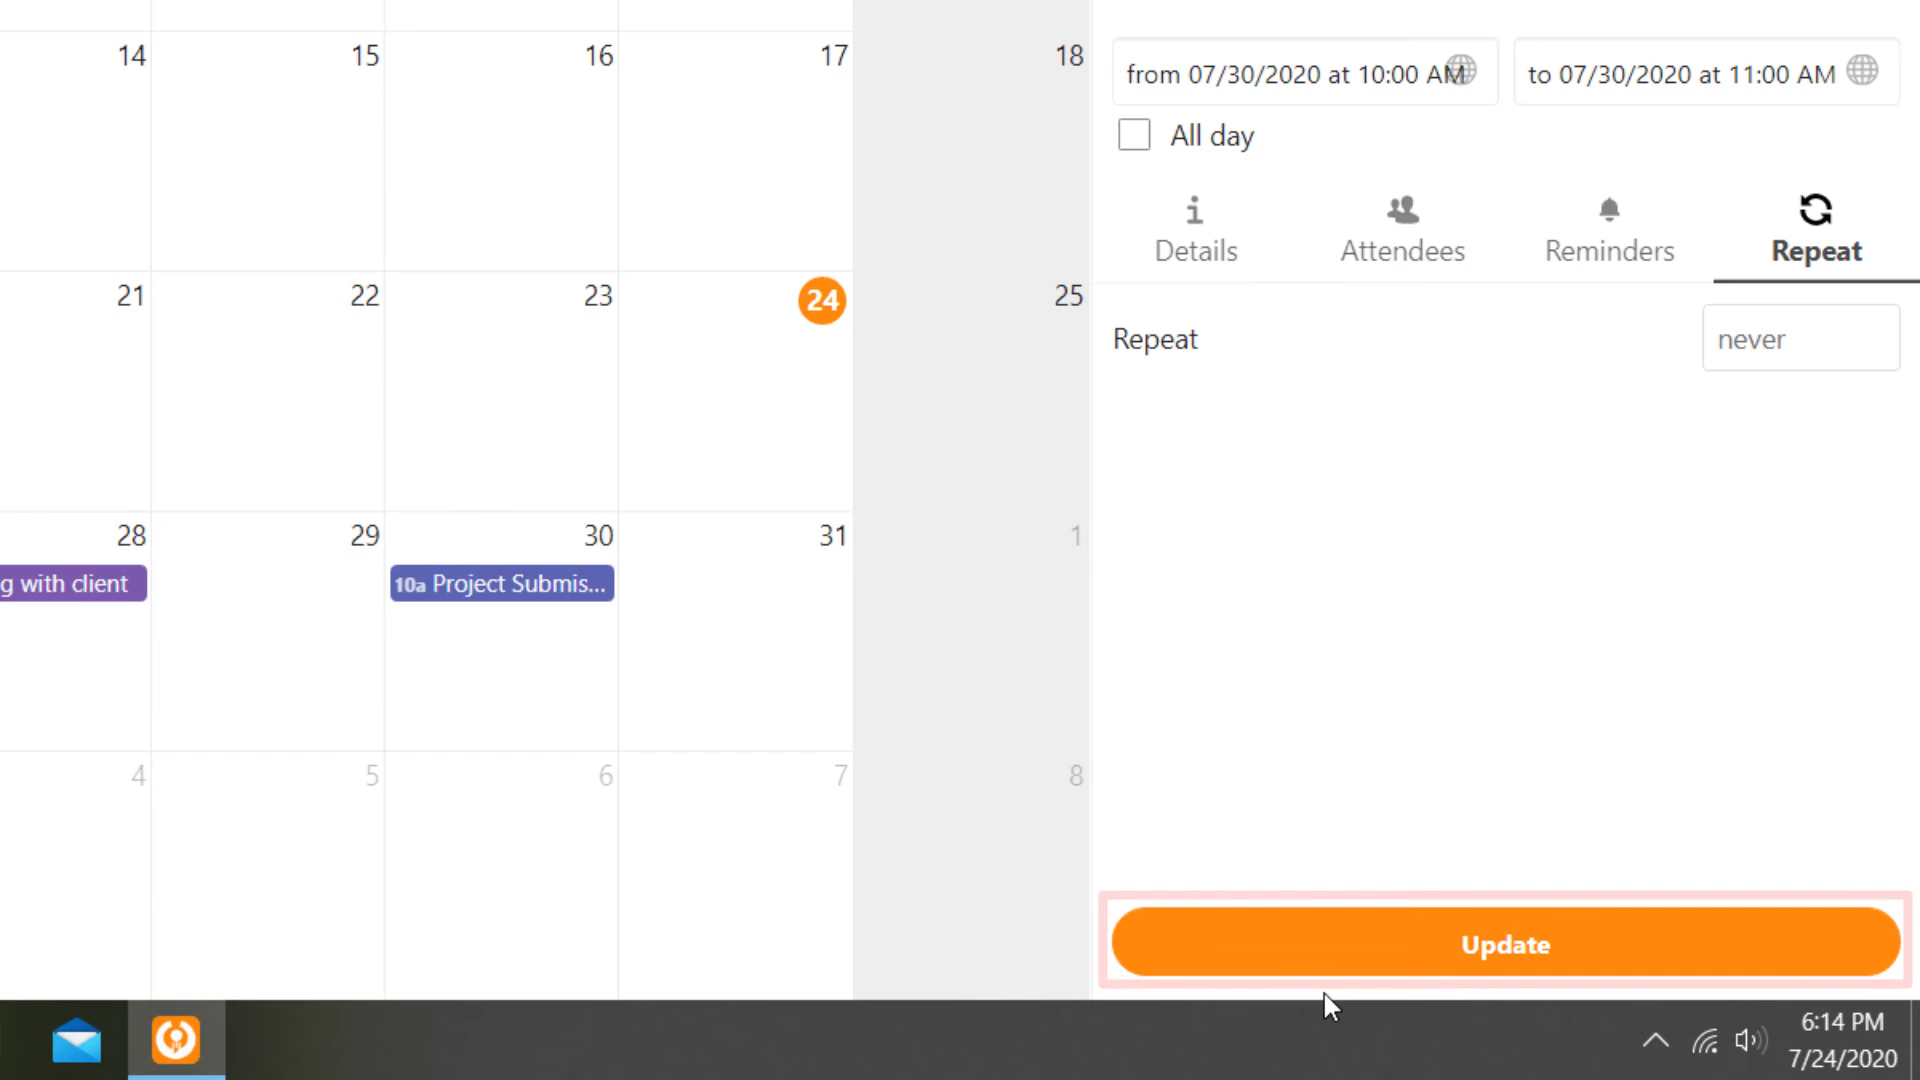 14 15 16 17 18
21 22 23 24 25
28 29 30 31 1
g with client
10a Project Submis...
4 5 6 7 8
from 07/30/2020 at 10:00 AM
to 07/30/2020 at 11:00 AM
All day
Details
Attendees
Reminders
Repeat
Repeat
never
Update
6:14 PM
7/24/2020